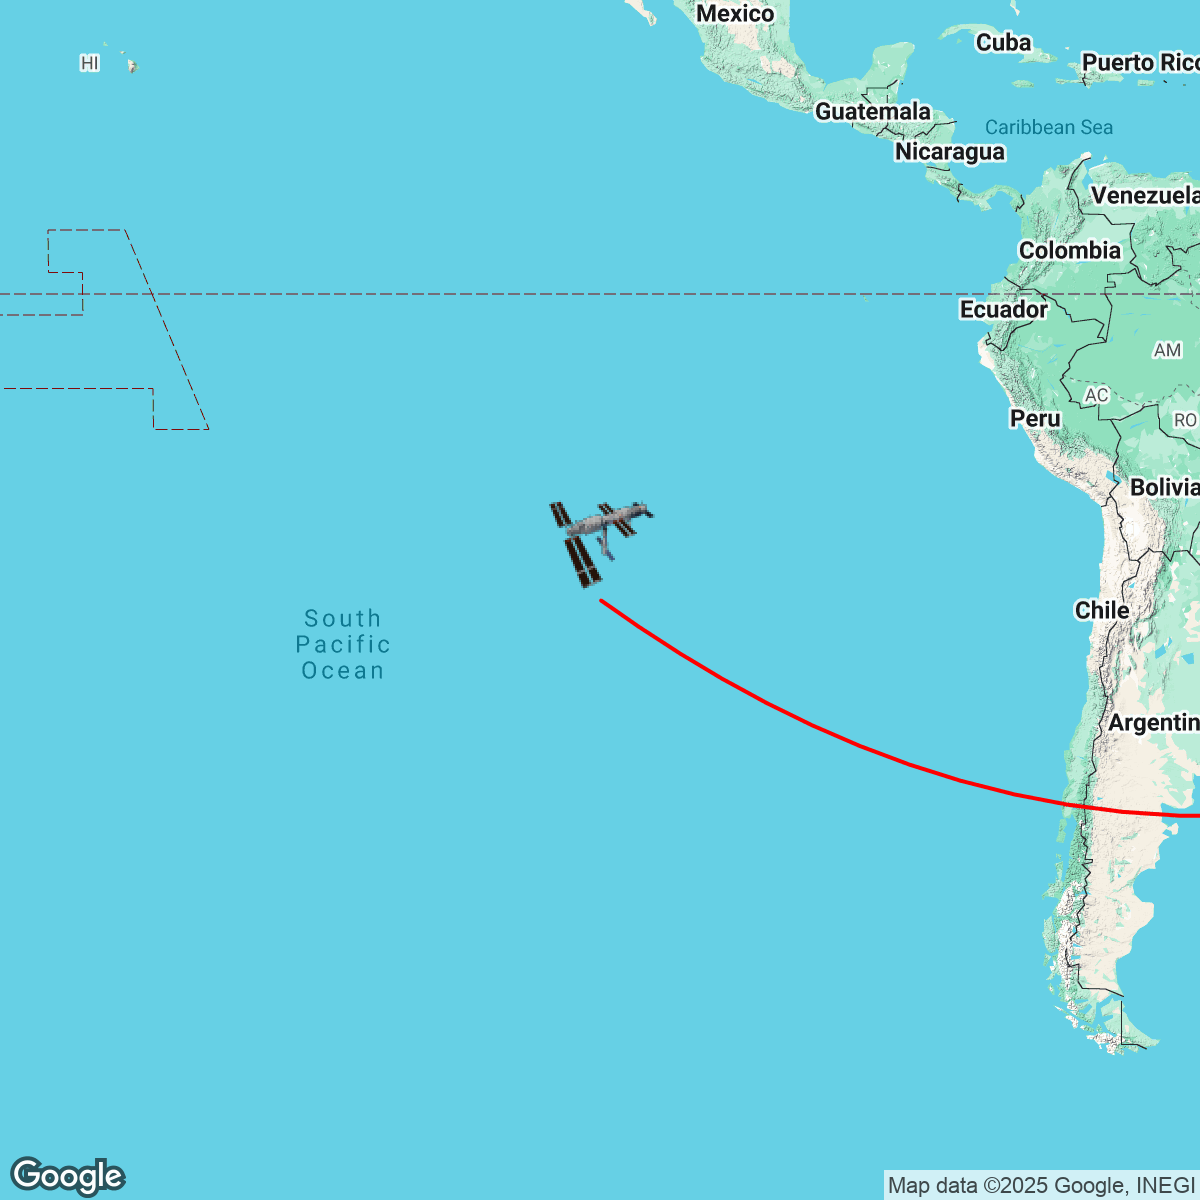 Mexico
Cuba
HI
Puerto Ricc
Guatemala
Caribbean Sea
Nicaragua
Venezuela
Colombia
Ecuador
AM
AC
Peru
RO
Bolivia
Chile
South
Pacific
Ocean
Argentin
Google
Map data ©2025 Google, INEGI